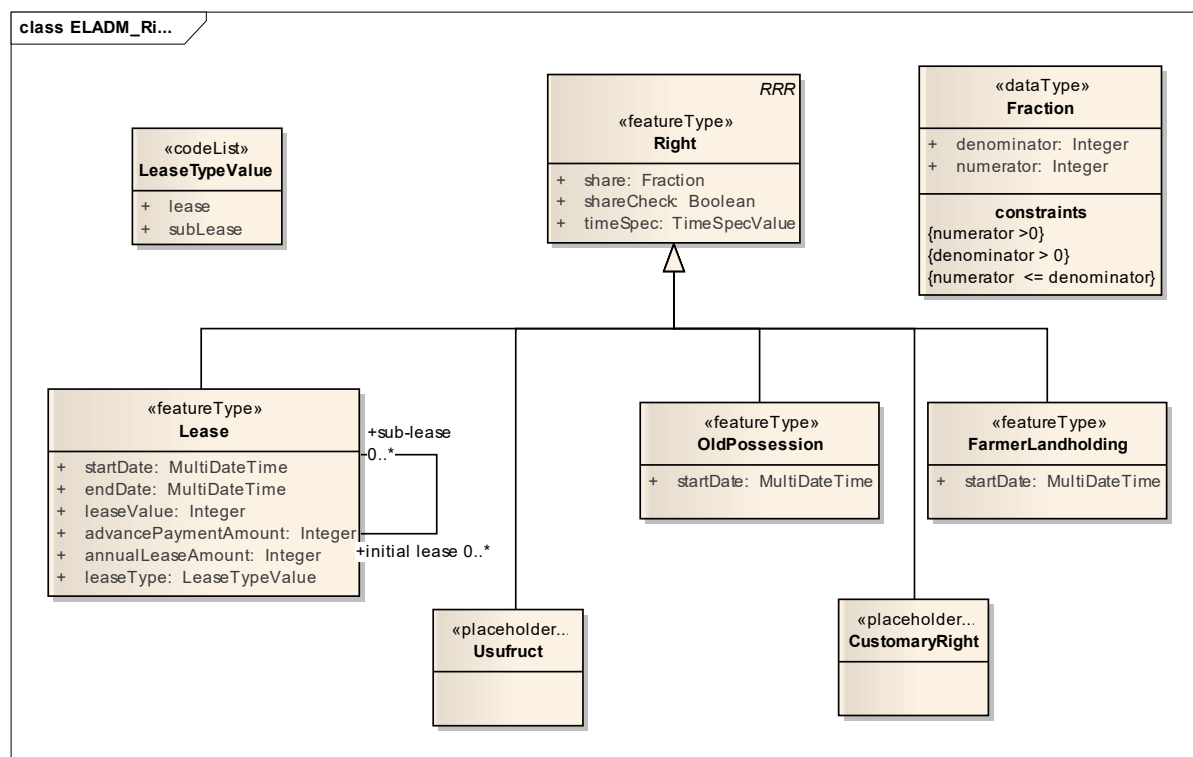 class ELADM_Ri...
«codeList»
LeaseTypeValue
+ lease
+ subLease
RRR
«featureType»
Right
+ share: Fraction
+ shareCheck: Boolean
+ timeSpec: TimeSpecValue
«dataType»
Fraction
+ denominator: Integer
+ numerator: Integer
constraints
{numerator >0}
{denominator > 0}
{numerator <= denominator}
«featureType»
Lease
+ startDate: MultiDateTime
+ endDate: MultiDateTime
+ leaseValue: Integer
+ advancePaymentAmount: Integer
+ annualLeaseAmount: Integer
+ leaseType: LeaseTypeValue
+sub-lease
0..*
+initial lease 0..*
«featureType»
OldPossession
+ startDate: MultiDateTime
«featureType»
FarmerLandholding
+ startDate: MultiDateTime
«placeholder...
Usufruct
«placeholder...
CustomaryRight